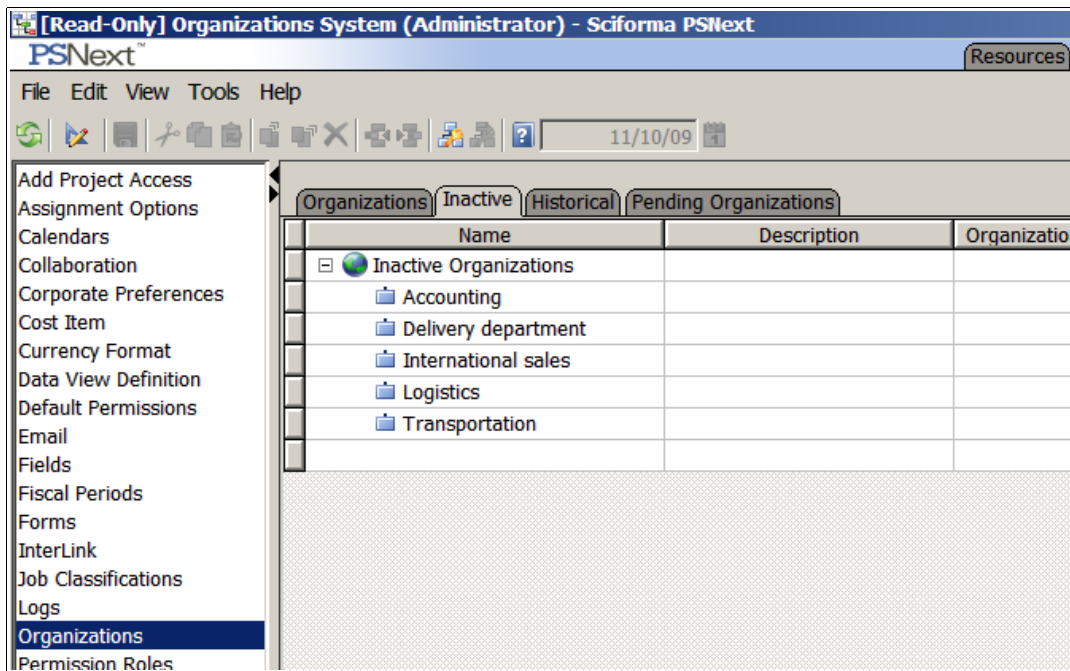 [Read-Only] Organizations System (Administrator) - Sciforma PSNext
PSNext™
Resources
File Edit View Tools Help
11/10/09
Add Project Access
Assignment Options
Calendars
Collaboration
Corporate Preferences
Cost Item
Currency Format
Data View Definition
Default Permissions
Email
Fields
Fiscal Periods
Forms
InterLink
Job Classifications
Logs
Organizations
Permission Roles
Organizations Inactive Historical Pending Organizations
Name Description Organizatio
Inactive Organizations
Accounting
Delivery department
International sales
Logistics
Transportation